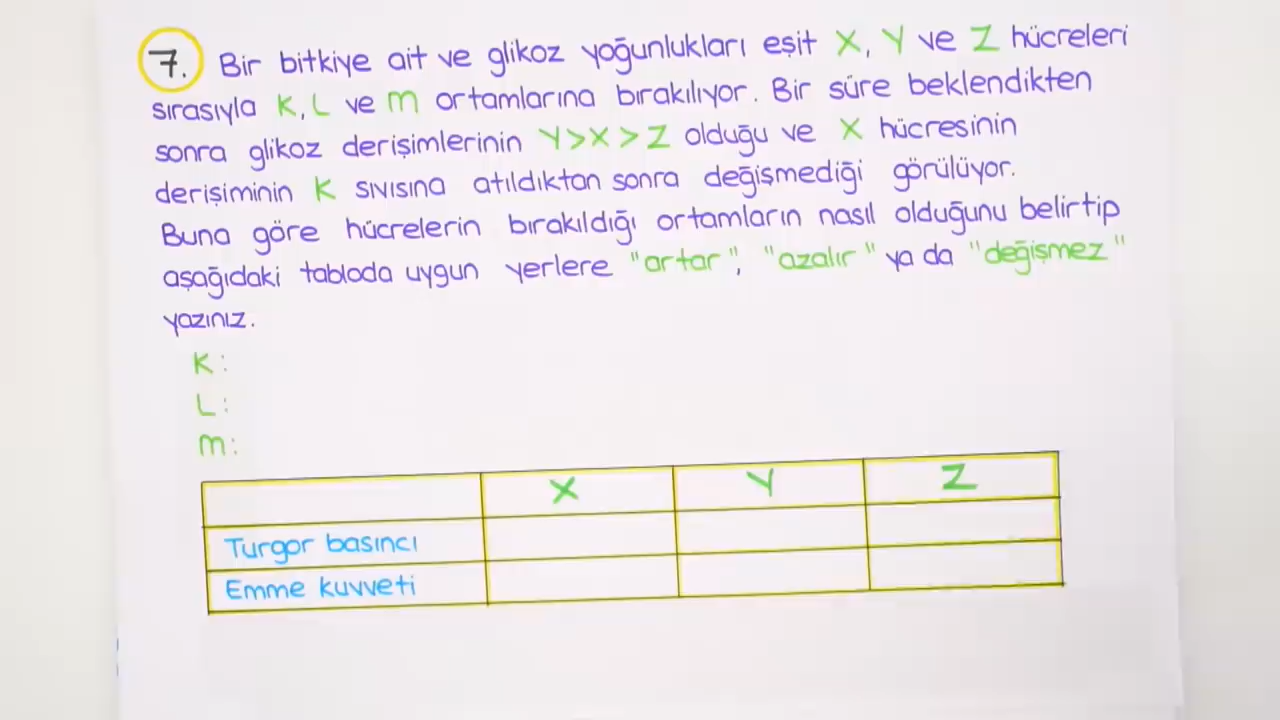 7. Bir bitkiye ait ve glikoz yoğunlukları eşit X, Y ve Z hücreleri
sırasıyla K, L ve M ortamlarına bırakılıyor. Bir süre beklendikten
sonra glikoz derişimlerinin Y>X>Z olduğu ve X hücresinin
derişiminin K sıvısına atıldıktan sonra değişmediği görülüyor.
Buna göre hücrelerin bırakıldığı ortamların nasıl olduğunu belirtip
aşağıdaki tabloda uygun yerlere "artar", "azalır" ya da "değişmez"
yazınız.
K:
L:
M:
X Y Z
Turgor basıncı
Emme kuvveti